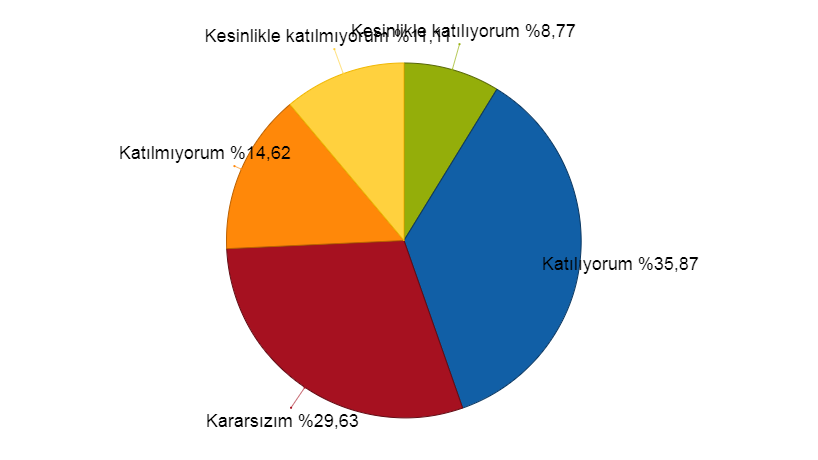 Kesinlikle katılıyorum %8,77
Kesinlikle katılmıyorum %11,11
Katılmıyorum %14,62
Katılıyorum %35,87
Kararsızım %29,63